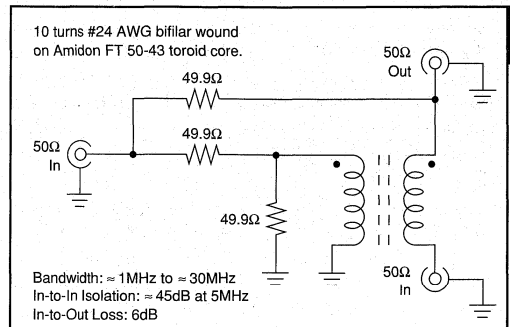 10 turns #24 AWG bifilar wound
on Amidon FT 50-43 toroid core.
50Ω
Out
49.9Ω
49.9Ω
50Ω
In
49.9Ω
50Ω
In
Bandwidth: ≈ 1MHz to ≈ 30MHz
In-to-In Isolation: ≈ 45dB at 5MHz
In-to-Out Loss: 6dB